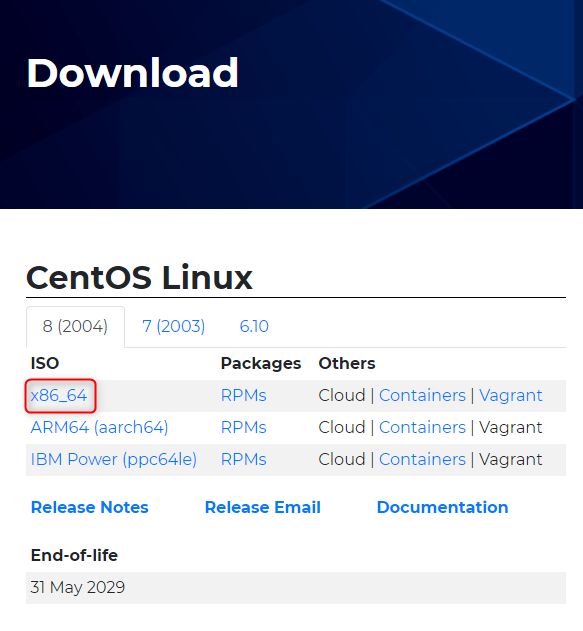 Download
CentOS Linux
8 (2004) 7 (2003) 6.10
ISO Packages Others
x86_64 RPMs Cloud | Containers | Vagrant
ARM64 (aarch64) RPMs Cloud | Containers | Vagrant
IBM Power (ppc64le) RPMs Cloud | Containers | Vagrant
Release Notes Release Email Documentation
End-of-life
31 May 2029